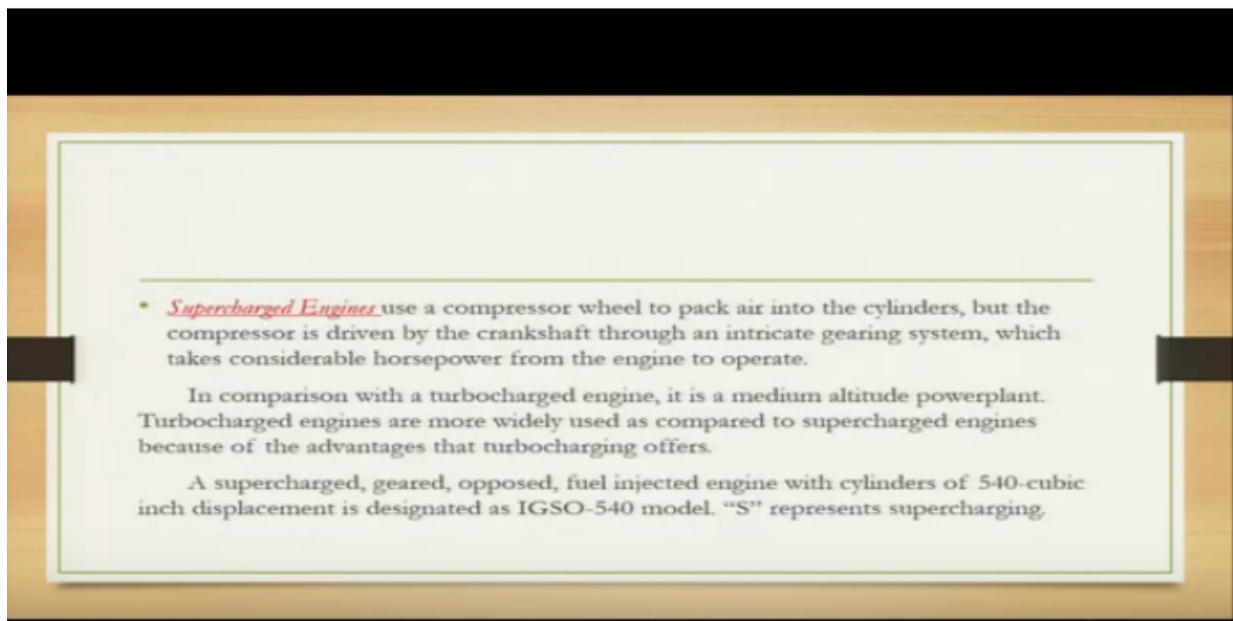 • Supercharged Engines use a compressor wheel to pack air into the cylinders, but the
compressor is driven by the crankshaft through an intricate gearing system, which
takes considerable horsepower from the engine to operate.
In comparison with a turbocharged engine, it is a medium altitude powerplant.
Turbocharged engines are more widely used as compared to supercharged engines
because of the advantages that turbocharging offers.
A supercharged, geared, opposed, fuel injected engine with cylinders of 540-cubic
inch displacement is designated as IGSO-540 model. “S” represents supercharging.